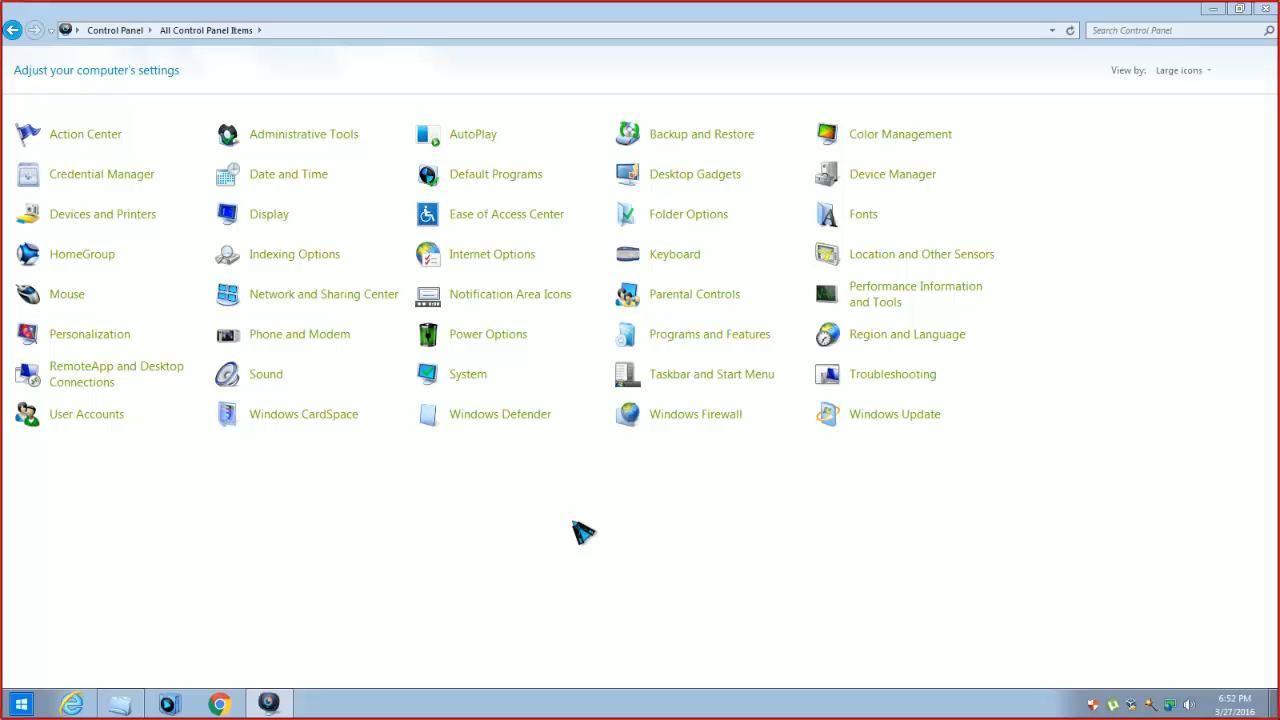 Control Panel
All Control Panel Items
Search Control Panel
Adjust your computer's settings
View by:
Large icons
Action Center
Administrative Tools
AutoPlay
Backup and Restore
Color Management
Credential Manager
Date and Time
Default Programs
Desktop Gadgets
Device Manager
Devices and Printers
Display
Ease of Access Center
Folder Options
Fonts
HomeGroup
Indexing Options
Internet Options
Keyboard
Location and Other Sensors
Mouse
Network and Sharing Center
Notification Area Icons
Parental Controls
Performance Information
and Tools
Personalization
Phone and Modem
Power Options
Programs and Features
Region and Language
RemoteApp and Desktop
Connections
Sound
System
Taskbar and Start Menu
Troubleshooting
User Accounts
Windows CardSpace
Windows Defender
Windows Firewall
Windows Update
6:52 PM
3/27/2016